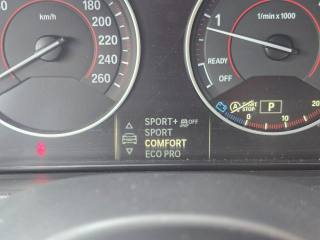 km/h
260
240
220
200
1
1/min x 1000
READY
OFF
SPORT+ OFF
SPORT
COMFORT
ECO PRO
P
0 10 20